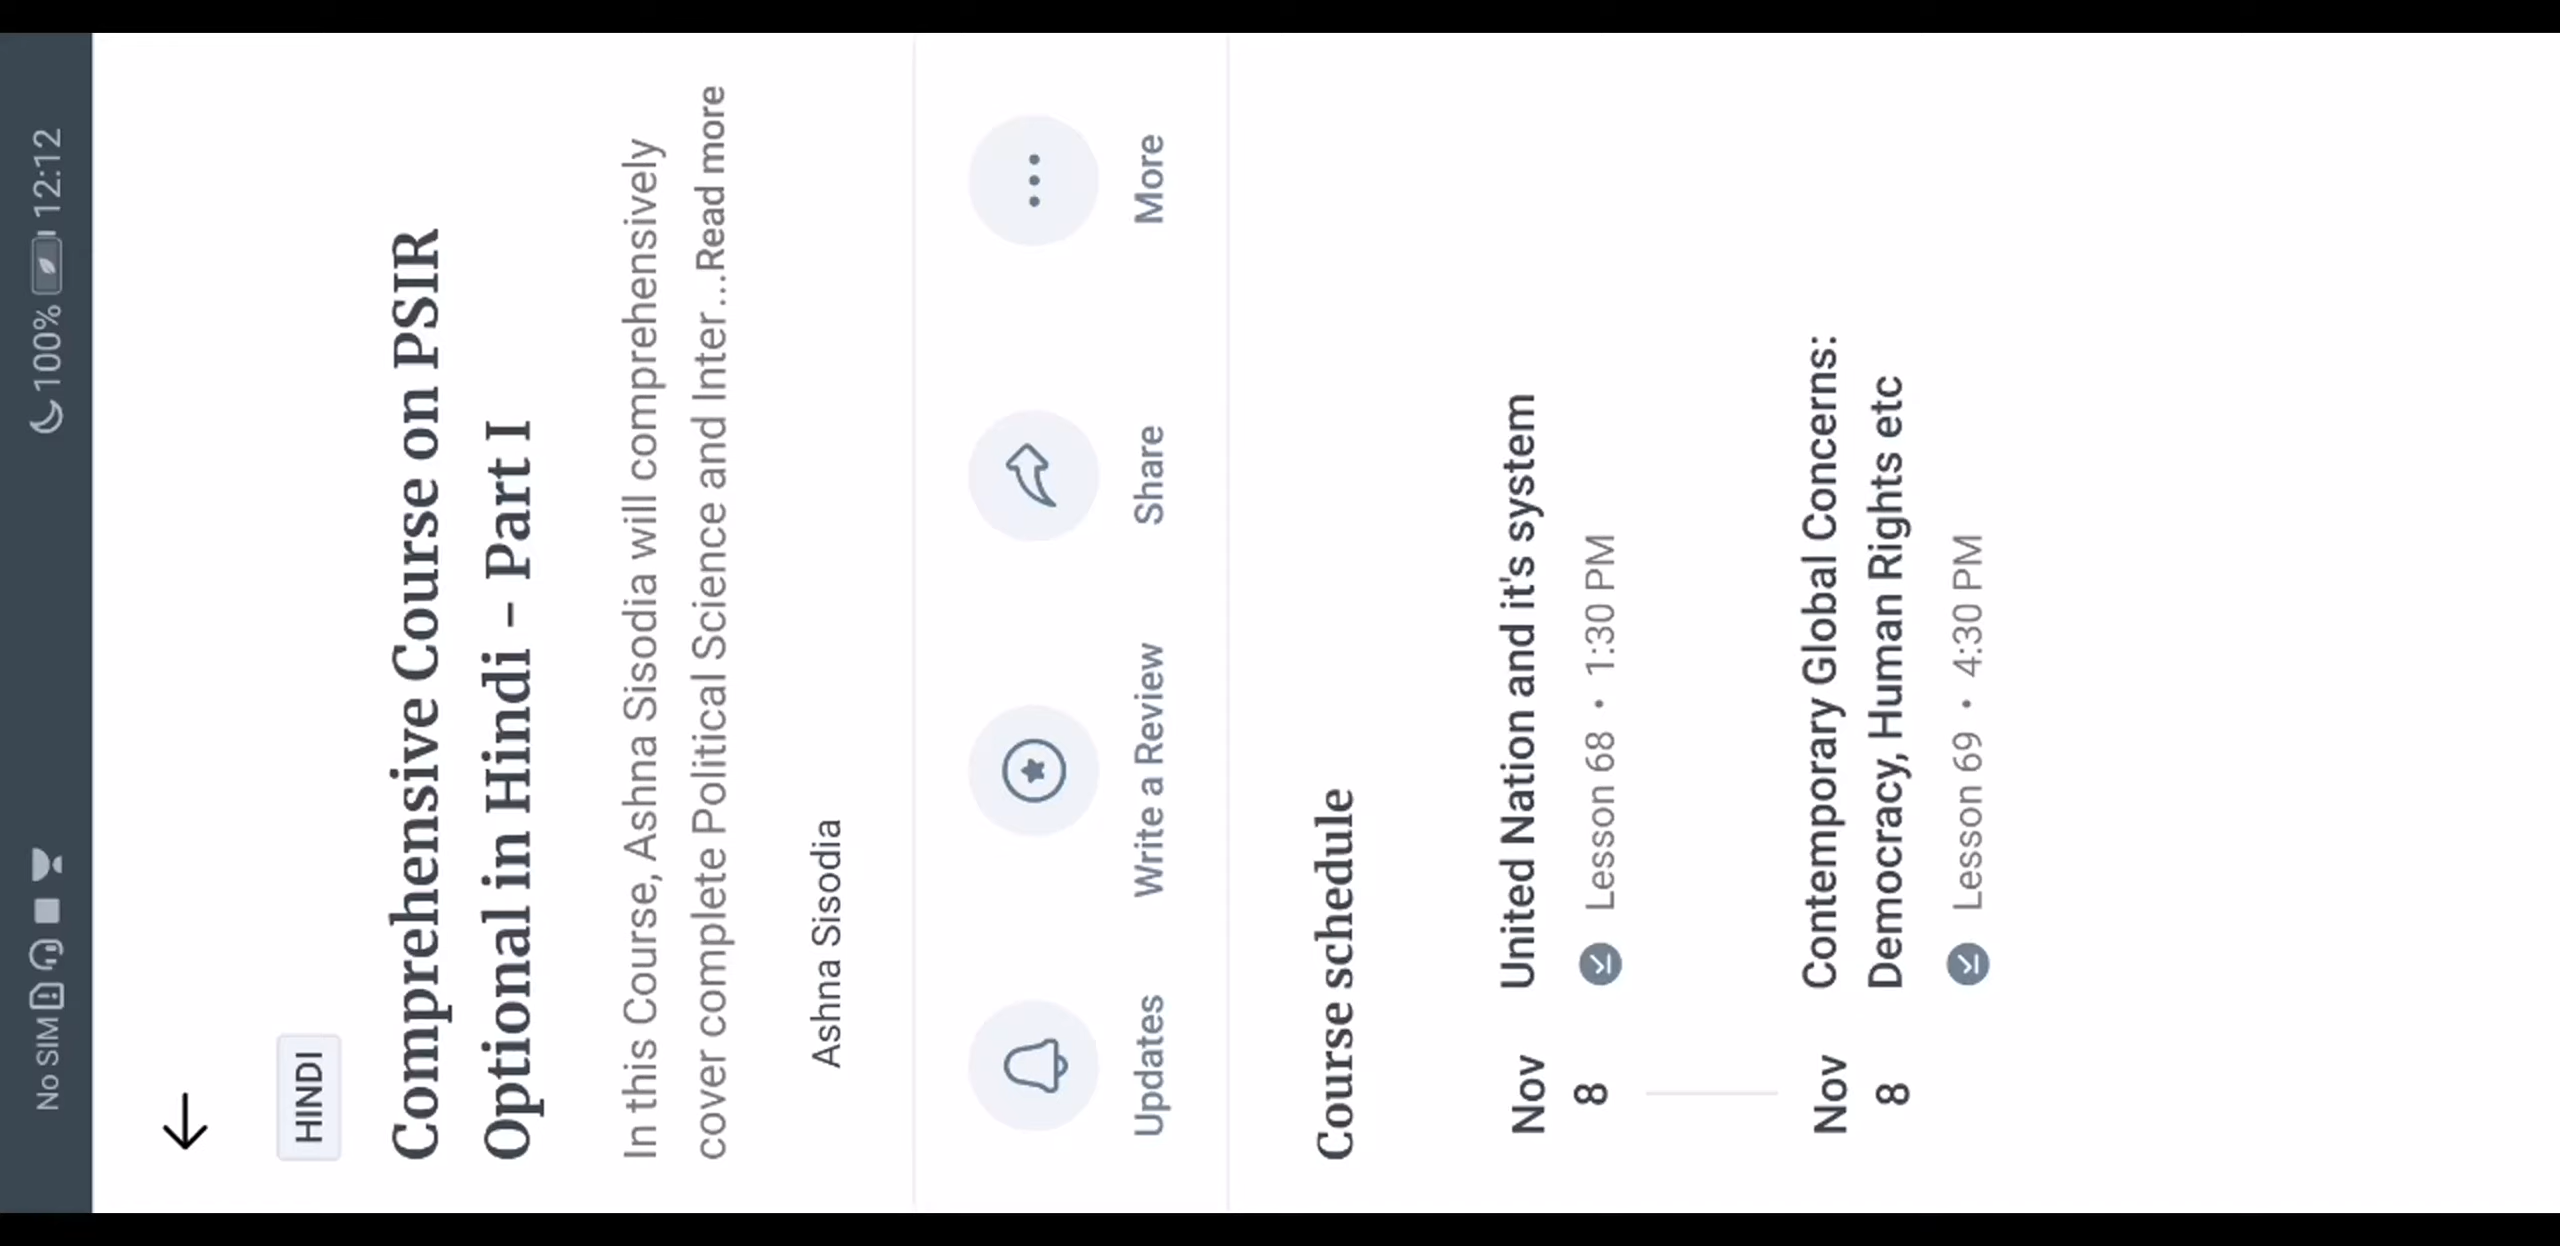 No SIM 100% 12:12
HINDI
Comprehensive Course on PSIR
Optional in Hindi – Part I
In this Course, Ashna Sisodia will comprehensively
cover complete Political Science and Inter...Read more
Ashna Sisodia
Updates Write a Review Share More
Course schedule
Nov
8
United Nation and it's system
Lesson 68 • 1:30 PM
Nov
8
Contemporary Global Concerns:
Democracy, Human Rights etc
Lesson 69 • 4:30 PM